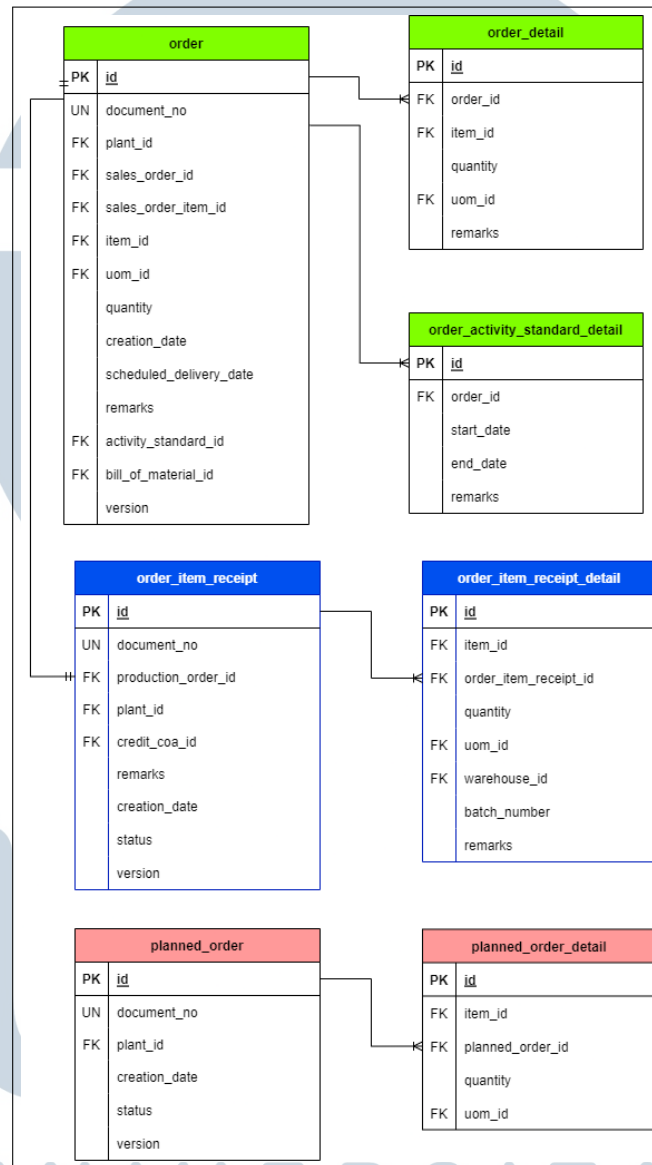 order
PK id
UN document_no
FK plant_id
FK sales_order_id
FK sales_order_item_id
FK item_id
FK uom_id
quantity
creation_date
scheduled_delivery_date
remarks
FK activity_standard_id
FK bill_of_material_id
version
order_detail
PK id
FK order_id
FK item_id
quantity
FK uom_id
remarks
order_activity_standard_detail
PK id
FK order_id
start_date
end_date
remarks
order_item_receipt
PK id
UN document_no
FK production_order_id
FK plant_id
FK credit_coa_id
remarks
creation_date
status
version
order_item_receipt_detail
PK id
FK item_id
FK order_item_receipt_id
quantity
FK uom_id
FK warehouse_id
batch_number
remarks
planned_order
PK id
UN document_no
FK plant_id
creation_date
status
version
planned_order_detail
PK id
FK item_id
FK planned_order_id
quantity
FK uom_id